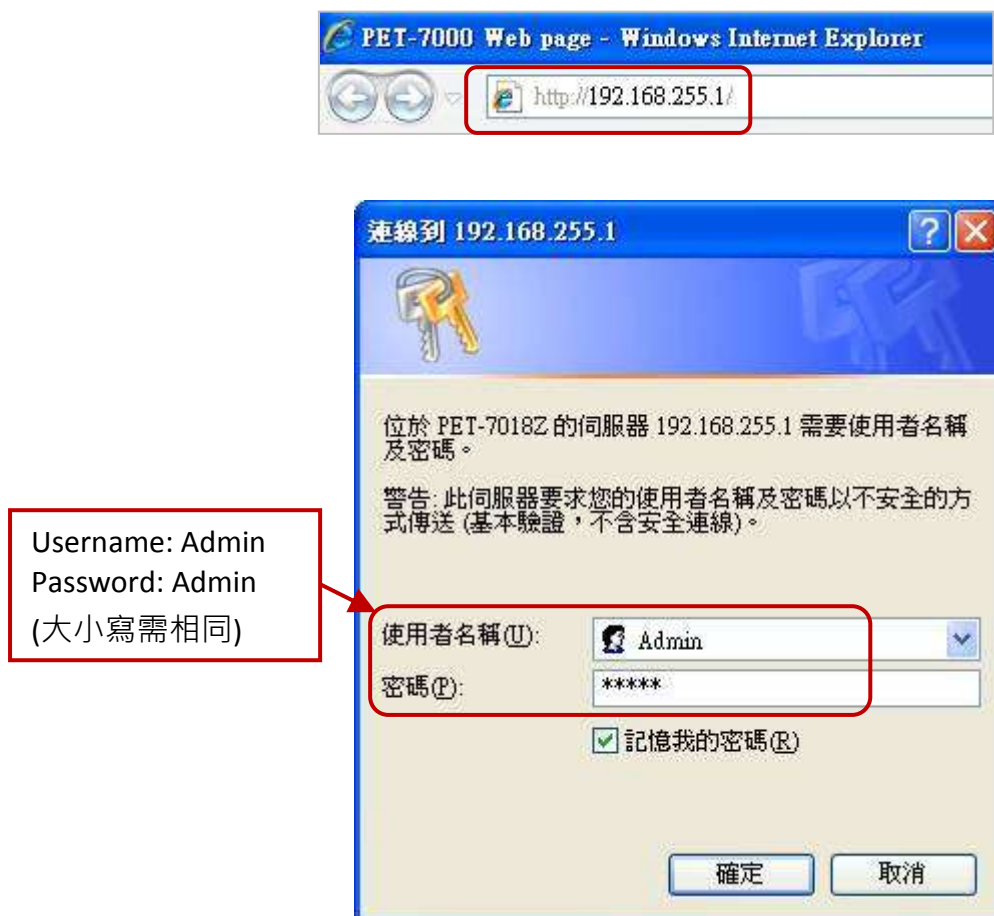 PET-7000 Web page - Windows Internet Explorer
http://192.168.255.1/
連線到 192.168.255.1
位於 PET-7018Z 的伺服器 192.168.255.1 需要使用者名稱
及密碼。
警告: 此伺服器要求您的使用者名稱及密碼以不安全的方
式傳送 (基本驗證，不含安全連線)。
Username: Admin
Password: Admin
(大小寫需相同)
使用者名稱(U):
Admin
密碼(P):
*****
記憶我的密碼(R)
確定
取消